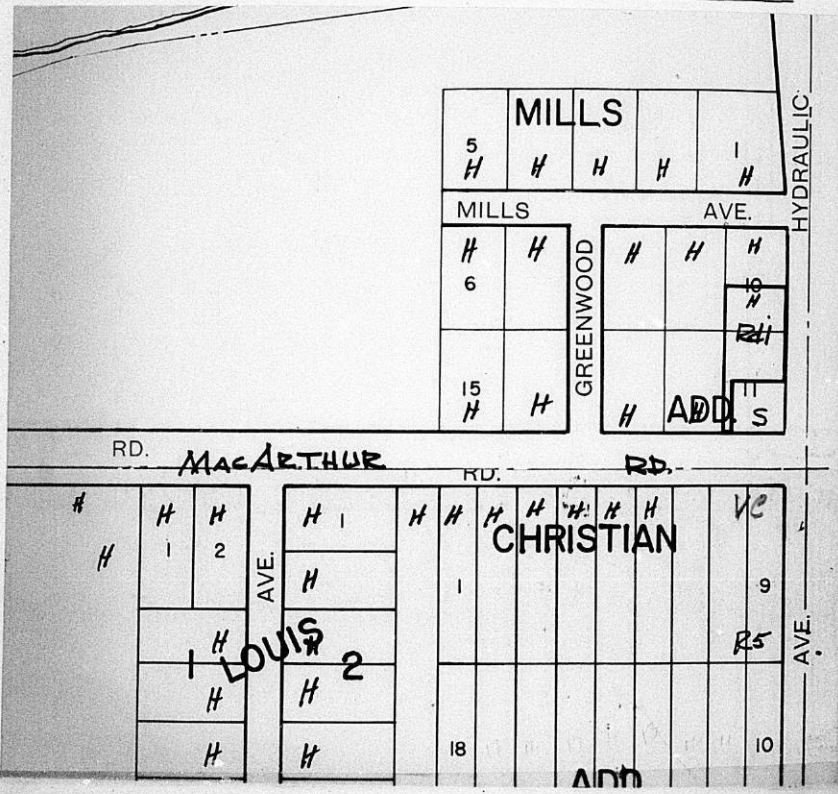 MILLS
5 1
H H H H H
HYDRAULIC
MILLS AVE.
H H H H H
6 10
H
GREENWOOD
15 11
H H H ADD. S
RD. MACARTHUR RD. RD.
H H H H 1 H H H H H H H VC
CHRISTIAN
H 1 2
AVE.
H 1 9
H H R5
1 LOUIS 2
AVE.
H H
H H 18 10
ADD